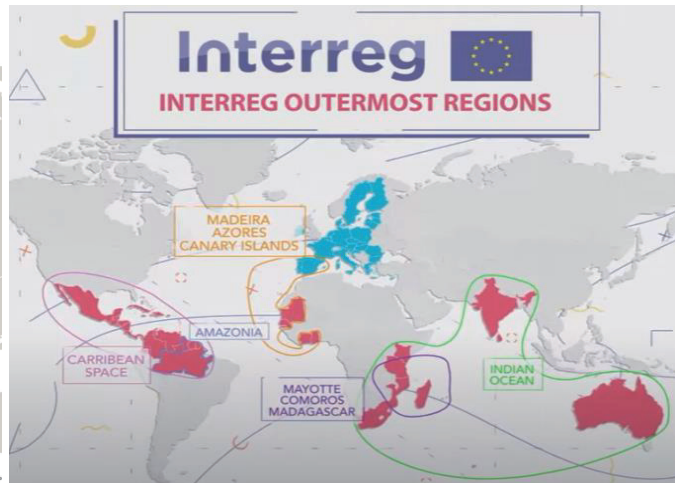 Interreg
INTERREG OUTERMOST REGIONS
MADEIRA
AZORES
CANARY ISLANDS
AMAZONIA
CARRIBEAN
SPACE
MAYOTTE
COMOROS
MADAGASCAR
INDIAN
OCEAN